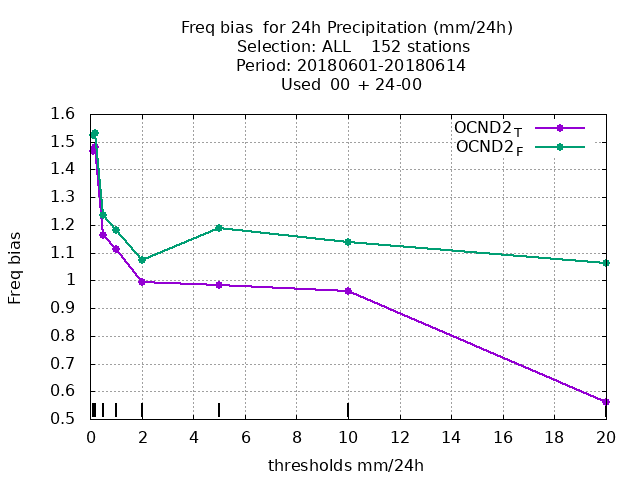 Freq bias  for 24h Precipitation (mm/24h)
Selection: ALL    152 stations
Period: 20180601-20180614
Used  00 + 24-00
OCND2T
OCND2F
Freq bias
1.6
1.5
1.4
1.3
1.2
1.1
1
0.9
0.8
0.7
0.6
0.5
0 2 4 6 8 10 12 14 16 18 20
thresholds mm/24h